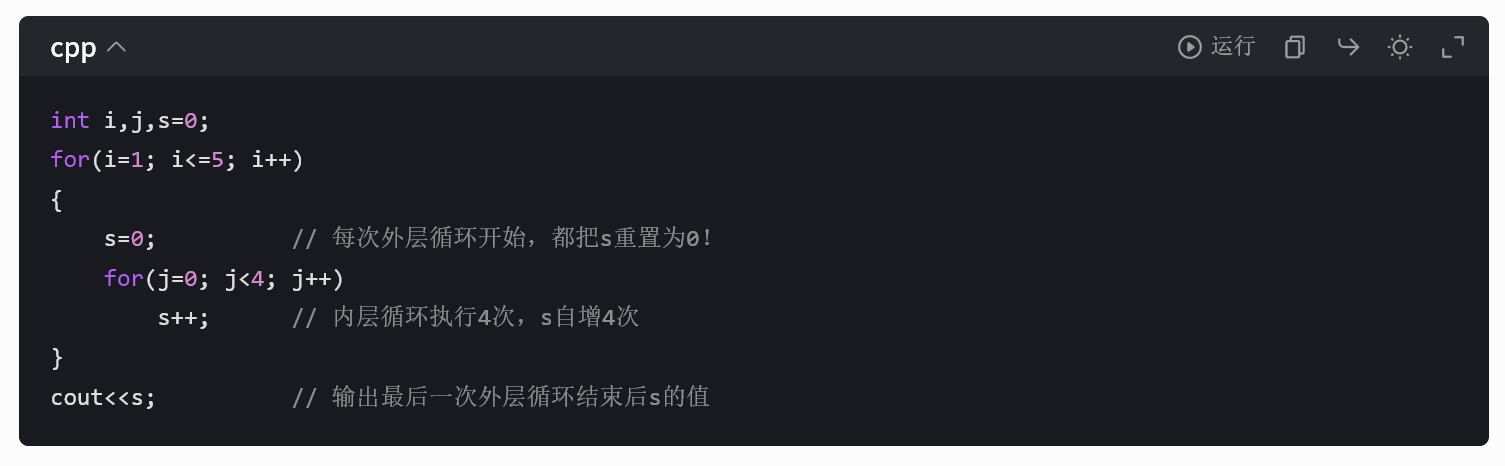 cpp
运行
int i,j,s=0;
for(i=1; i<=5; i++)
{
    s=0;          // 每次外层循环开始，都把s重置为0！
    for(j=0; j<4; j++)
        s++;      // 内层循环执行4次，s自增4次
}
cout<<s;          // 输出最后一次外层循环结束后s的值